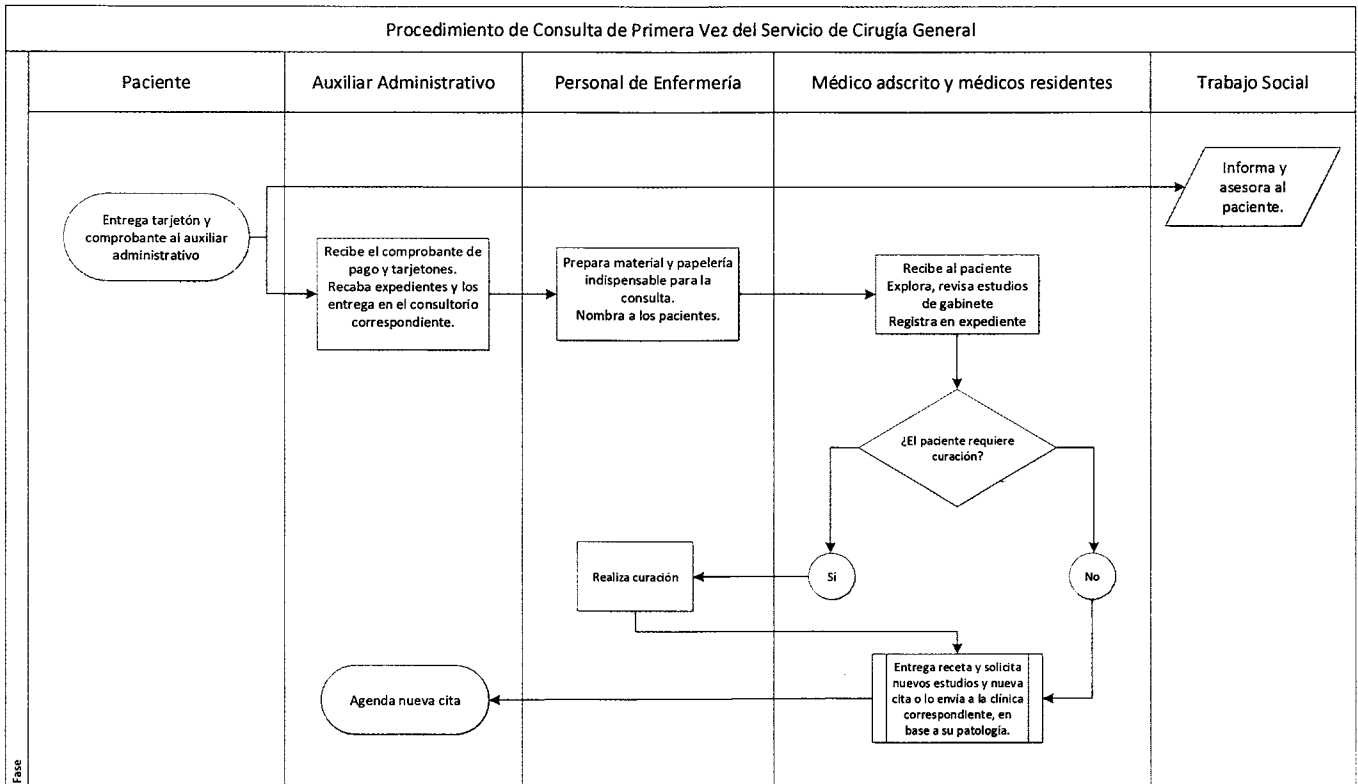 Procedimiento de Consulta de Primera Vez del Servicio de Cirugía General
Paciente
Auxiliar Administrativo
Personal de Enfermería
Médico adscrito y médicos residentes
Trabajo Social
Informa y
asesora al
paciente.
Entrega tarjetón y
comprobante al auxiliar
administrativo
Recibe el comprobante de
pago y tarjetones.
Recaba expedientes y los
entrega en el consultorio
correspondiente.
Prepara material y papelería
indispensable para la
consulta.
Nombra a los pacientes.
Recibe al paciente
Explora, revisa estudios
de gabinete
Registra en expediente
¿El paciente requiere
curación?
Realiza curación
Si
No
Entrega receta y solicita
nuevos estudios y nueva
cita o lo envía a la clínica
correspondiente, en
base a su patología.
Agenda nueva cita
Fase